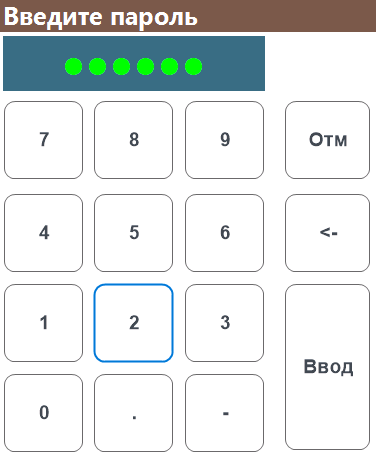 Введите пароль
●●●●●●
7 8 9 Отм
4 5 6 <-
1 2 3
Ввод
0 . -